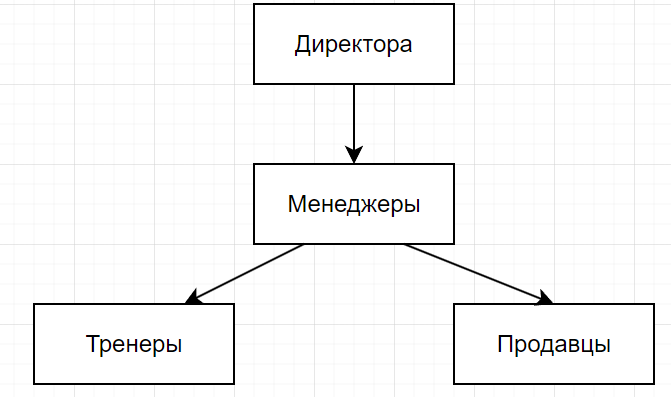 Директора
Менеджеры
Тренеры
Продавцы